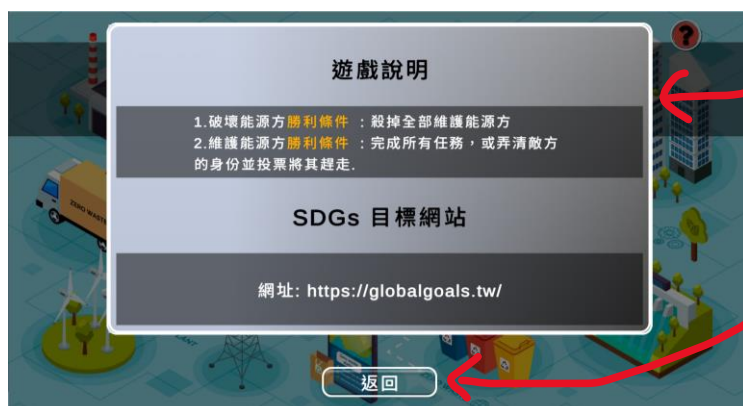 ?
遊戲說明
1.破壞能源方勝利條件 ：殺掉全部維護能源方
2.維護能源方勝利條件 ：完成所有任務，或弄清敵方
的身份並投票將其趕走.
ZERO WASTE
SDGs 目標網站
網址: https://globalgoals.tw/
返回